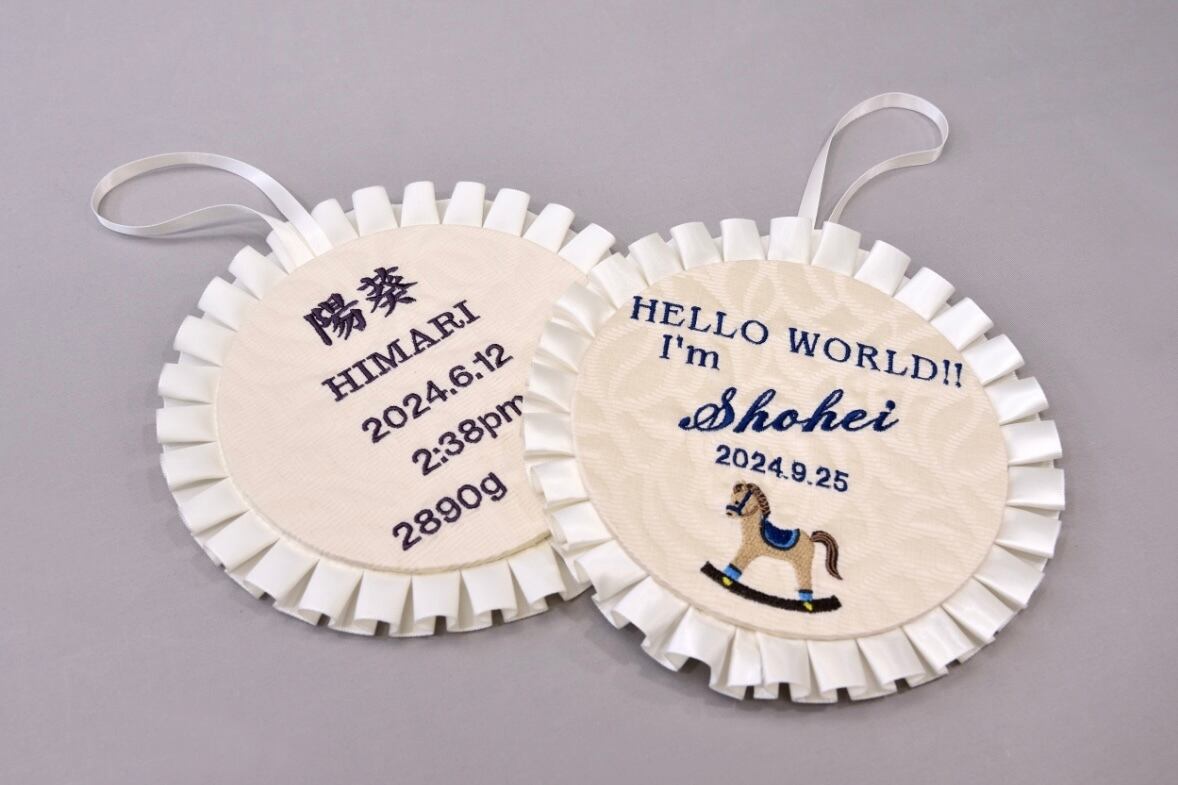 陽葵
HIMARI
2024.6.12
2:38pm
2890g
HELLO WORLD!!
I'm
Shohei
2024.9.25